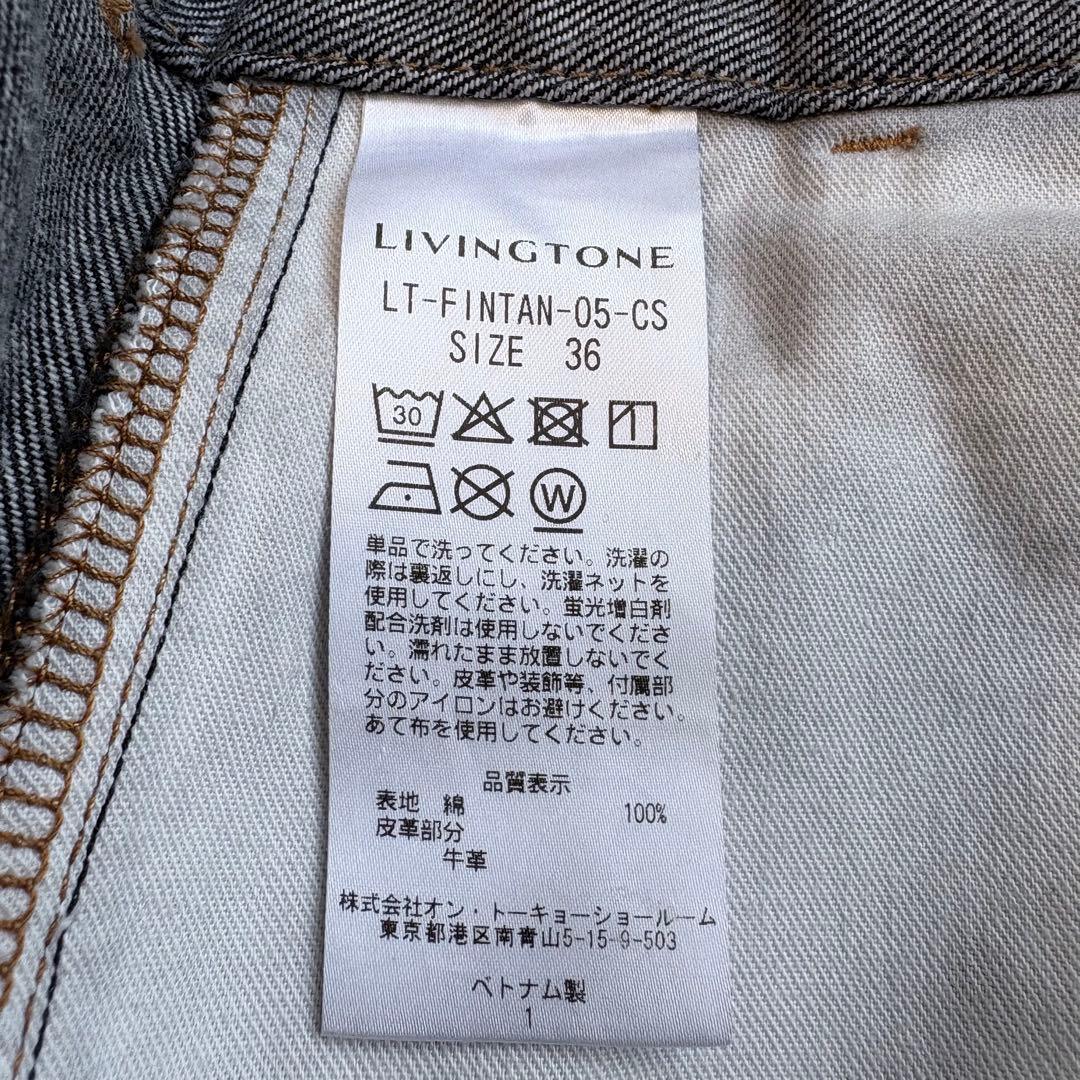 LIVINGTONE
LT-FINTAN-05-CS
SIZE 36
30
W
単品で洗ってください。洗濯の
際は裏返しにし、洗濯ネットを
使用してください。蛍光増白剤
配合洗剤は使用しないでくださ
い。濡れたまま放置しないでく
ださい。皮革や装飾等、付属部
分のアイロンはお避けください。
あて布を使用してください。
品質表示
表地 綿 100%
皮革部分
牛革
株式会社オン・トーキョーショールーム
東京都港区南青山5-15-9-503
ベトナム製
1